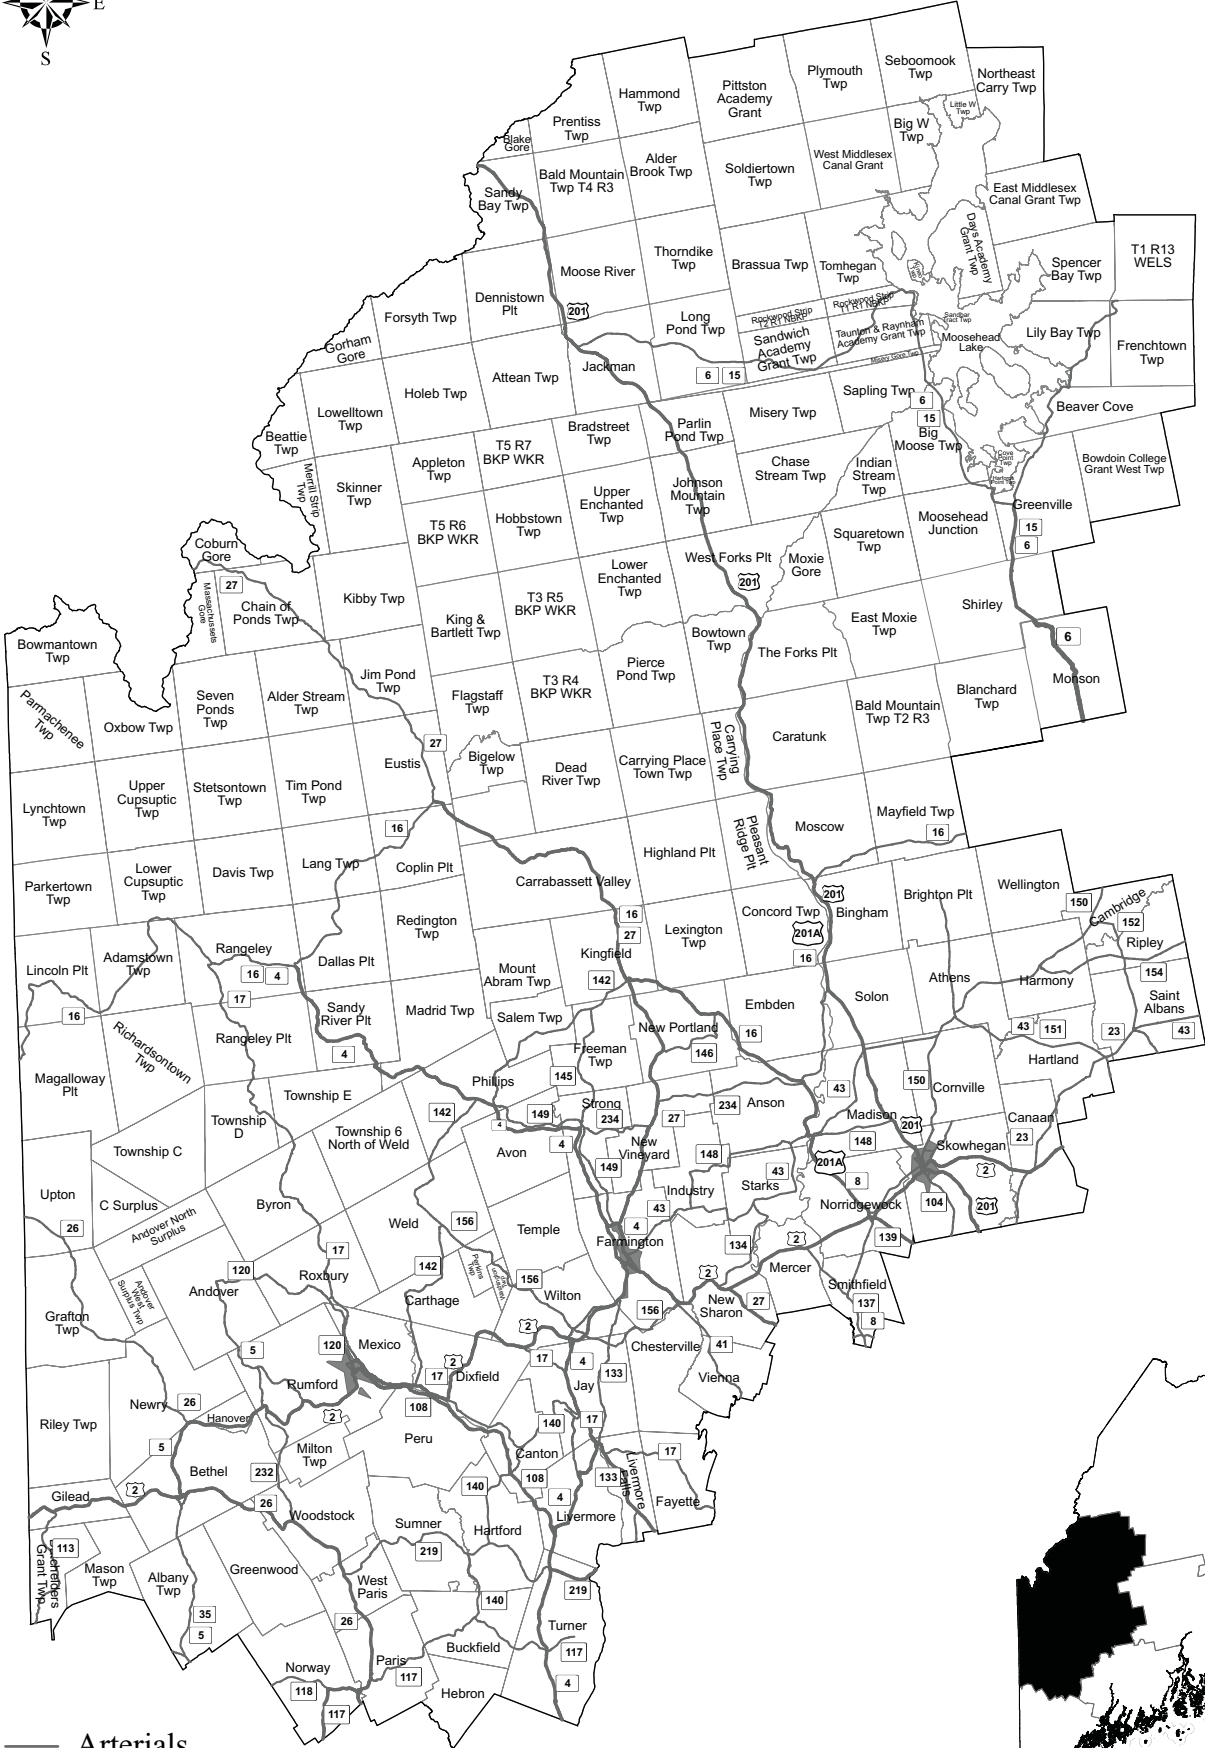 E
S
Seboomook
Twp
Plymouth
Twp
Northeast
Carry Twp
Pittston
Academy
Grant
Hammond
Twp
Little W
Twp
Prentiss
Twp
Big W
Twp
Blake
Gore
West Middlesex
Canal Grant
Alder
Brook Twp
Soldiertown
Twp
Bald Mountain
Twp T4 R3
Sandy
Bay Twp
East Middlesex
Canal Grant Twp
Days Academy
Grant Twp
T1 R13
WELS
Thorndike
Twp
Brassua Twp
Tomhegan
Twp
Spencer
Bay Twp
Moose River
Dennistown
Plt
201
Forsyth Twp
Long
Pond Twp
Rockwood Strip
T2 R1 NBKP
Rockwood Strip
T1 R1 NBKP
Sandbar
Tract Twp
Sandwich
Academy
Grant Twp
Taunton & Raynham
Academy Grant Twp
Misery Gore Twp
Moosehead
Lake
Lily Bay Twp
Frenchtown
Twp
Gorham
Gore
Jackman
6
15
Attean Twp
Holeb Twp
Sapling Twp
6
15
Beaver Cove
Lowelltown
Twp
Misery Twp
Bradstreet
Twp
Parlin
Pond Twp
Big
Moose Twp
Beattie
Twp
T5 R7
BKP WKR
Appleton
Twp
Cove
Point
Twp
Harfords
Point Twp
Bowdoin College
Grant West Twp
Merrill Strip
Twp
Skinner
Twp
Chase
Stream Twp
Indian
Stream
Twp
Johnson
Mountain
Twp
Upper
Enchanted
Twp
Greenville
15
6
T5 R6
BKP WKR
Hobbstown
Twp
Moosehead
Junction
Squaretown
Twp
Coburn
Gore
27
West Forks Plt
Moxie
Gore
201
Lower
Enchanted
Twp
Massachussets
Gore
Chain of
Ponds Twp
Kibby Twp
T3 R5
BKP WKR
King &
Bartlett Twp
Shirley
East Moxie
Twp
6
Bowmantown
Twp
Bowtown
Twp
The Forks Plt
Monson
Pierce
Pond Twp
Jim Pond
Twp
T3 R4
BKP WKR
Flagstaff
Twp
Seven
Ponds
Twp
Alder Stream
Twp
Blanchard
Twp
Bald Mountain
Twp T2 R3
Parmachenee
Twp
Oxbow Twp
Carrying
Place Twp
Caratunk
27
Eustis
Bigelow
Twp
Dead
River Twp
Carrying Place
Town Twp
Lynchtown
Twp
Upper
Cupsuptic
Twp
Stetsontown
Twp
Tim Pond
Twp
16
Pleasant
Ridge Plt
Moscow
Mayfield Twp
16
Highland Plt
Lang Twp
Coplin Plt
Carrabassett Valley
Parkertown
Twp
Lower
Cupsuptic
Twp
Davis Twp
201
Brighton Plt
Wellington
150
Cambridge
152
Concord Twp
Bingham
201A
16
16
27
Lexington
Twp
Redington
Twp
Ripley
Rangeley
16
4
Dallas Plt
Kingfield
142
Mount
Abram Twp
Lincoln Plt
Adamstown
Twp
Athens
Harmony
154
Saint
Albans
Solon
17
16
Sandy
River Plt
Madrid Twp
Salem Twp
Embden
16
New Portland
146
43
151
23
43
Richardsontown
Twp
Rangeley Plt
4
Freeman
Twp
145
Hartland
Magalloway
Plt
Phillips
43
150
Cornville
Township E
142
149
4
Strong
234
27
234
Anson
Madison
201
Canaan
23
Township
D
Township 6
North of Weld
4
Avon
149
New
Vineyard
148
148
Skowhegan
2
Township C
201A
8
Upton
26
C Surplus
Byron
Industry
Starks
43
Norridgewock
104
201
Andover North
Surplus
43
Weld
156
Temple
4
Farmington
134
2
139
120
17
Roxbury
142
Perkins
Twp
156
Wilton
2
Mercer
Andover
West
Surplus Twp
Andover
Carthage
156
New
Sharon
27
Smithfield
137
8
Grafton
Twp
2
5
120
Mexico
Chesterville
41
2
17
Dixfield
17
4
Jay
133
Vienna
Rumford
2
Newry
26
Hanover
108
140
17
Riley Twp
Peru
5
Milton
Twp
Canton
17
Bethel
232
108
133
Livermore
Falls
Gilead
2
26
140
4
Fayette
Woodstock
Livermore
Sumner
Hartford
113
Grant Twp
Mason
Twp
Albany
Twp
Greenwood
219
West
Paris
219
140
35
5
26
Turner
117
Buckfield
Paris
117
Norway
118
117
Hebron
4
Arterials